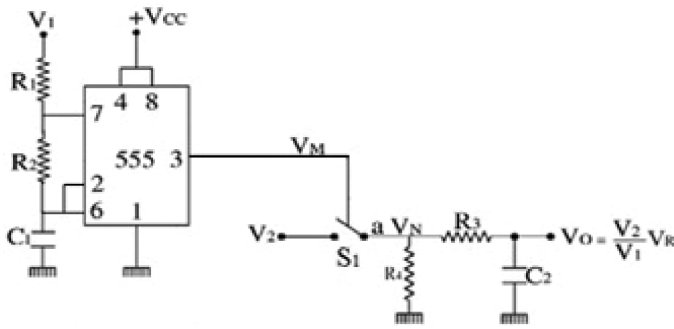 V1
+VCC
R1
4 8
7
R2
555 3
VM
2
6
1
C1
V2
S1
a VN
R3
VO = V2/V1 VR
R4
C2